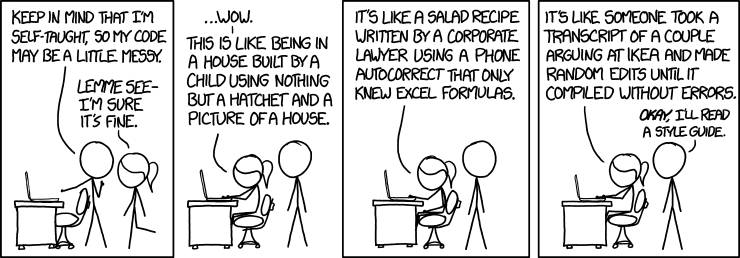 KEEP IN MIND THAT I'M
SELF-TAUGHT, SO MY CODE
MAY BE A LITTLE MESSY.
LEMME SEE-
I'M SURE
IT'S FINE.
...WOW.
THIS IS LIKE BEING IN
A HOUSE BUILT BY A
CHILD USING NOTHING
BUT A HATCHET AND A
PICTURE OF A HOUSE.
IT'S LIKE A SALAD RECIPE
WRITTEN BY A CORPORATE
LAWYER USING A PHONE
AUTOCORRECT THAT ONLY
KNEW EXCEL FORMULAS.
IT'S LIKE SOMEONE TOOK A
TRANSCRIPT OF A COUPLE
ARGUING AT IKEA AND MADE
RANDOM EDITS UNTIL IT
COMPILED WITHOUT ERRORS.
OKAY, I'LL READ
A STYLE GUIDE.